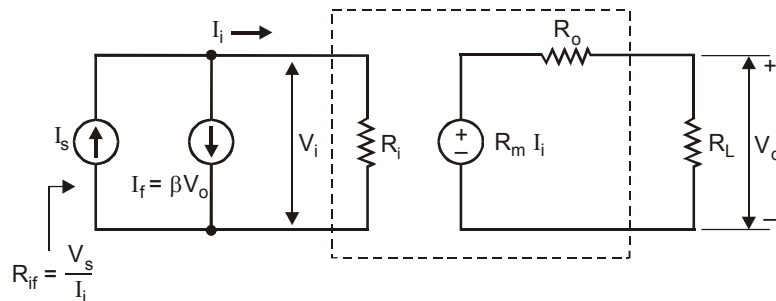 I_i
R_o
I_s
I_f = βV_o
V_i
R_i
+
−
R_m I_i
R_L
+
V_o
−
R_if = V_s / I_i